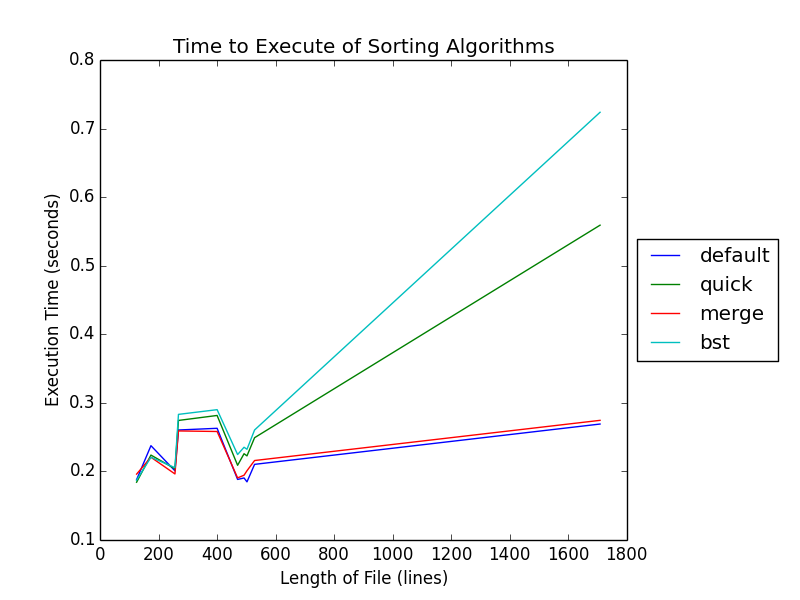 Time to Execute of Sorting Algorithms
0.8
0.7
0.6
0.5
0.4
0.3
0.2
0.1
Execution Time (seconds)
0 200 400 600 800 1000 1200 1400 1600 1800
Length of File (lines)
default
quick
merge
bst